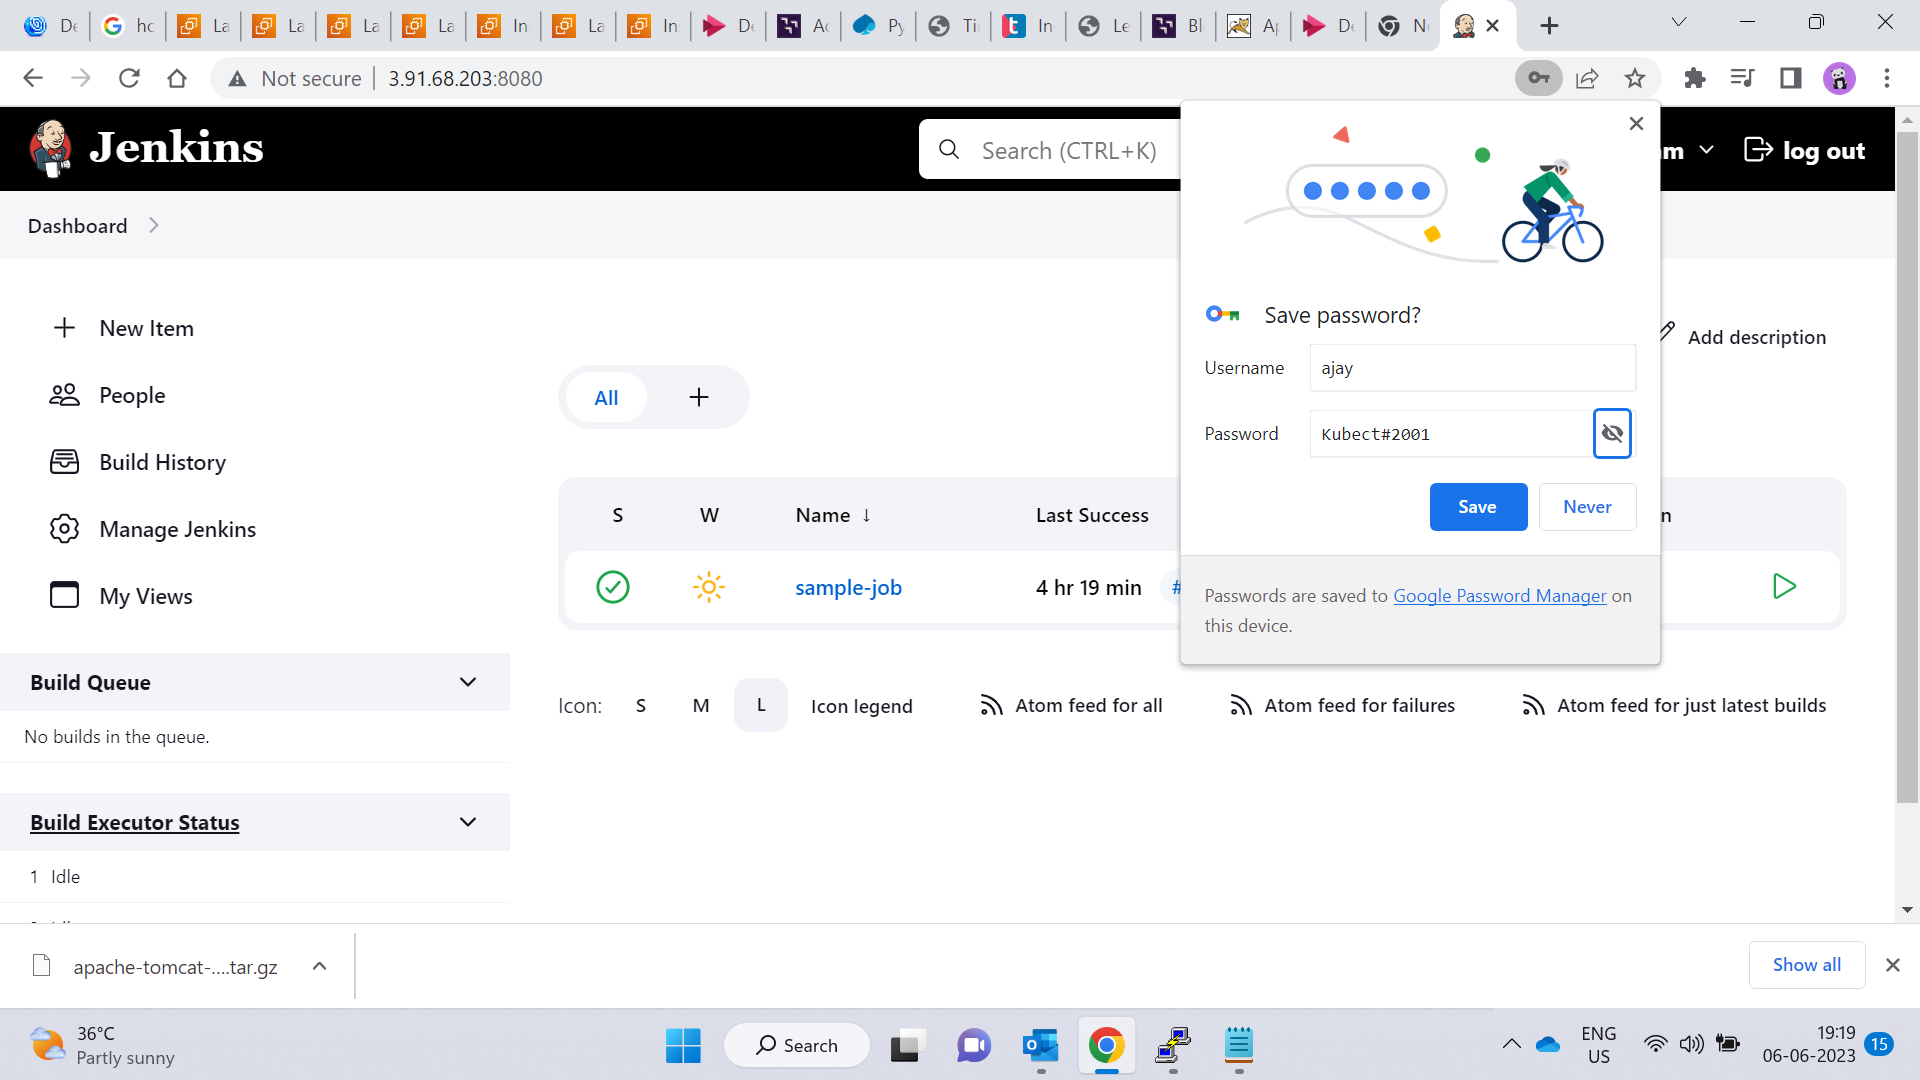 De
ho
La
La
La
La
In
La
In
De
Ac
Py
Ti
In
Le
Bl
Ap
De
Ne
Not secure
3.91.68.203:8080
Jenkins
Search (CTRL+K)
am
log out
Dashboard
New Item
People
Build History
Manage Jenkins
My Views
Build Queue
No builds in the queue.
Build Executor Status
1 Idle
Add description
All
S W Name ↓ Last Success
n
sample-job 4 hr 19 min #
Icon: S M L Icon legend Atom feed for all Atom feed for failures Atom feed for just latest builds
Save password?
Username ajay
Password Kubect#2001
Save Never
Passwords are saved to Google Password Manager on
this device.
apache-tomcat-....tar.gz
Show all
36°C
Partly sunny
Search
ENG
US
19:19
06-06-2023
15